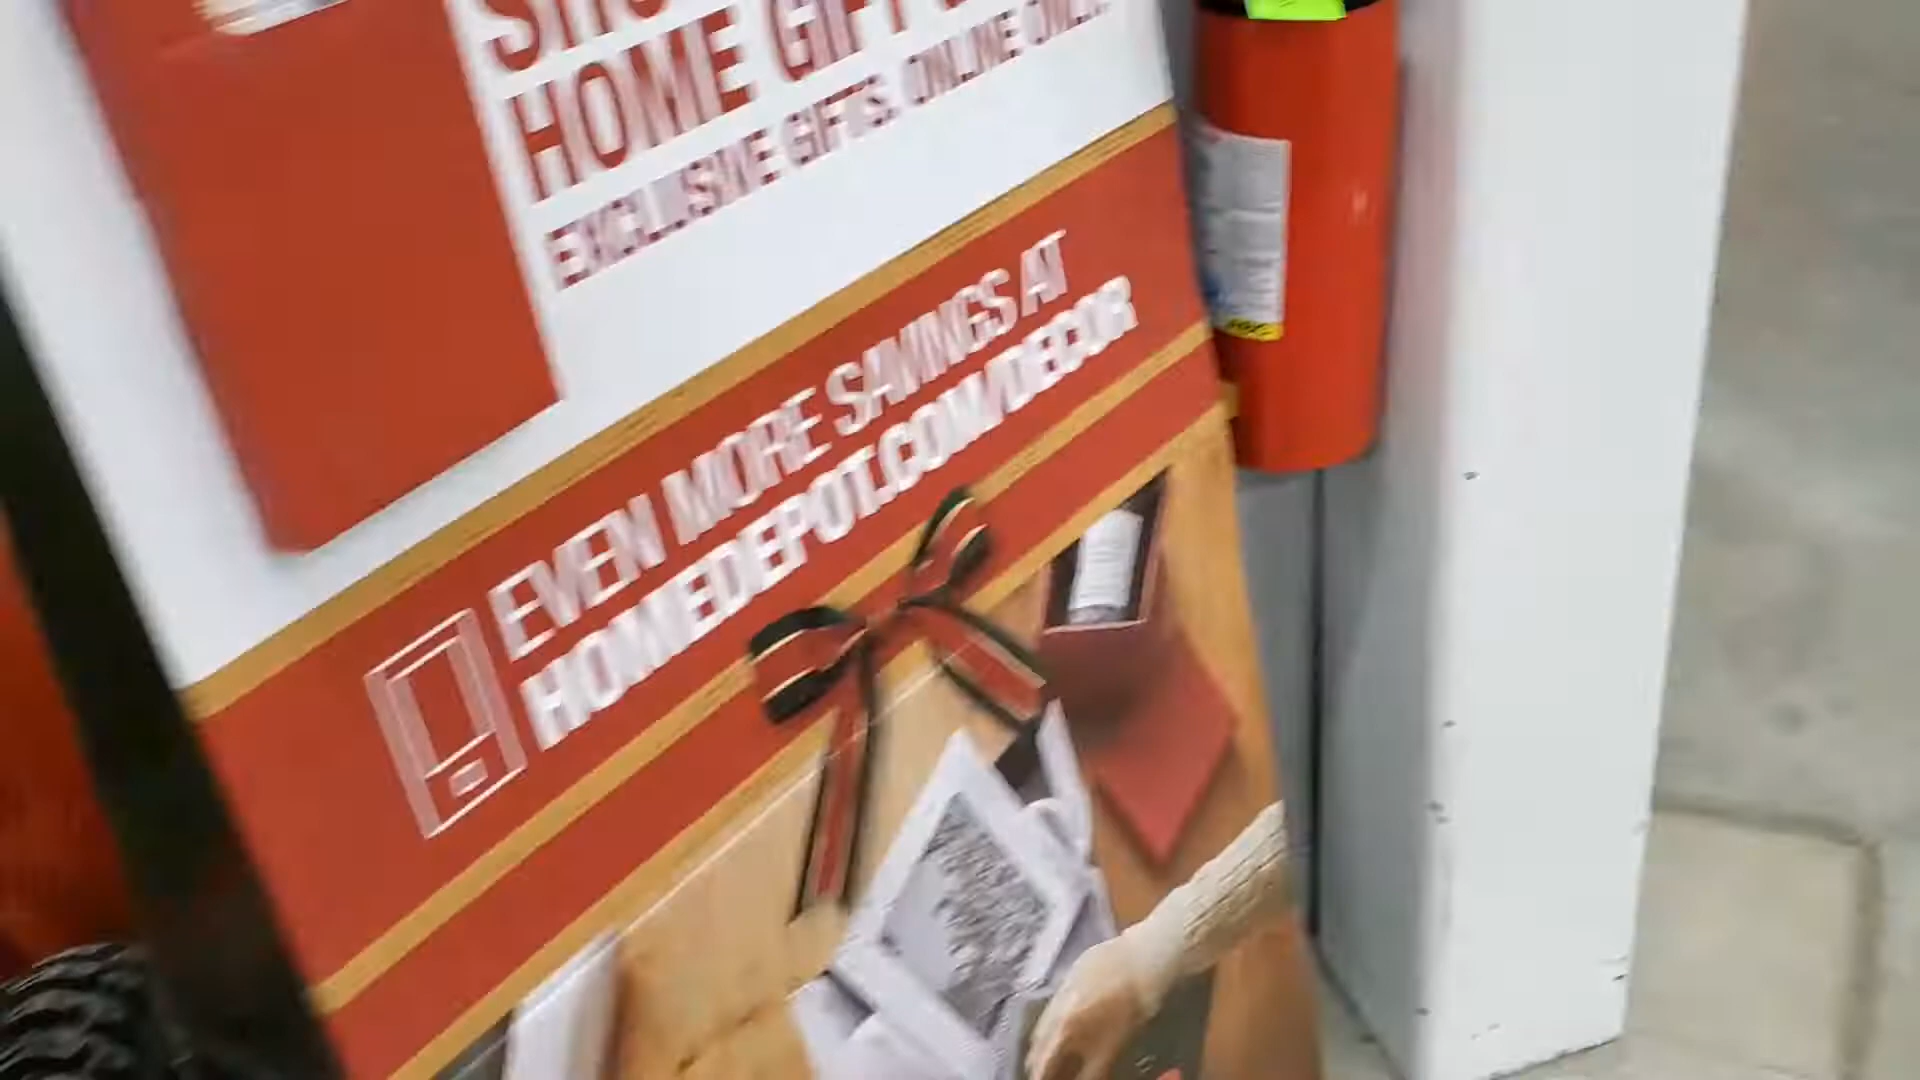 HOME GIFT
EXCLUSIVE GIFTS. ONLINE ONLY.
EVEN MORE SAVINGS AT
HOMEDEPOT.COM/DECOR